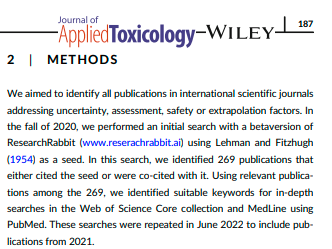 Journal of
AppliedToxicology-WILEY
187
2 | METHODS
We aimed to identify all publications in international scientific journals
addressing uncertainty, assessment, safety or extrapolation factors. In
the fall of 2020, we performed an initial search with a betaversion of
ResearchRabbit (www.reserachrabbit.ai) using Lehman and Fitzhugh
(1954) as a seed. In this search, we identified 269 publications that
either cited the seed or were co-cited with it. Using relevant publica-
tions among the 269, we identified suitable keywords for in-depth
searches in the Web of Science Core collection and MedLine using
PubMed. These searches were repeated in June 2022 to include pub-
lications from 2021.